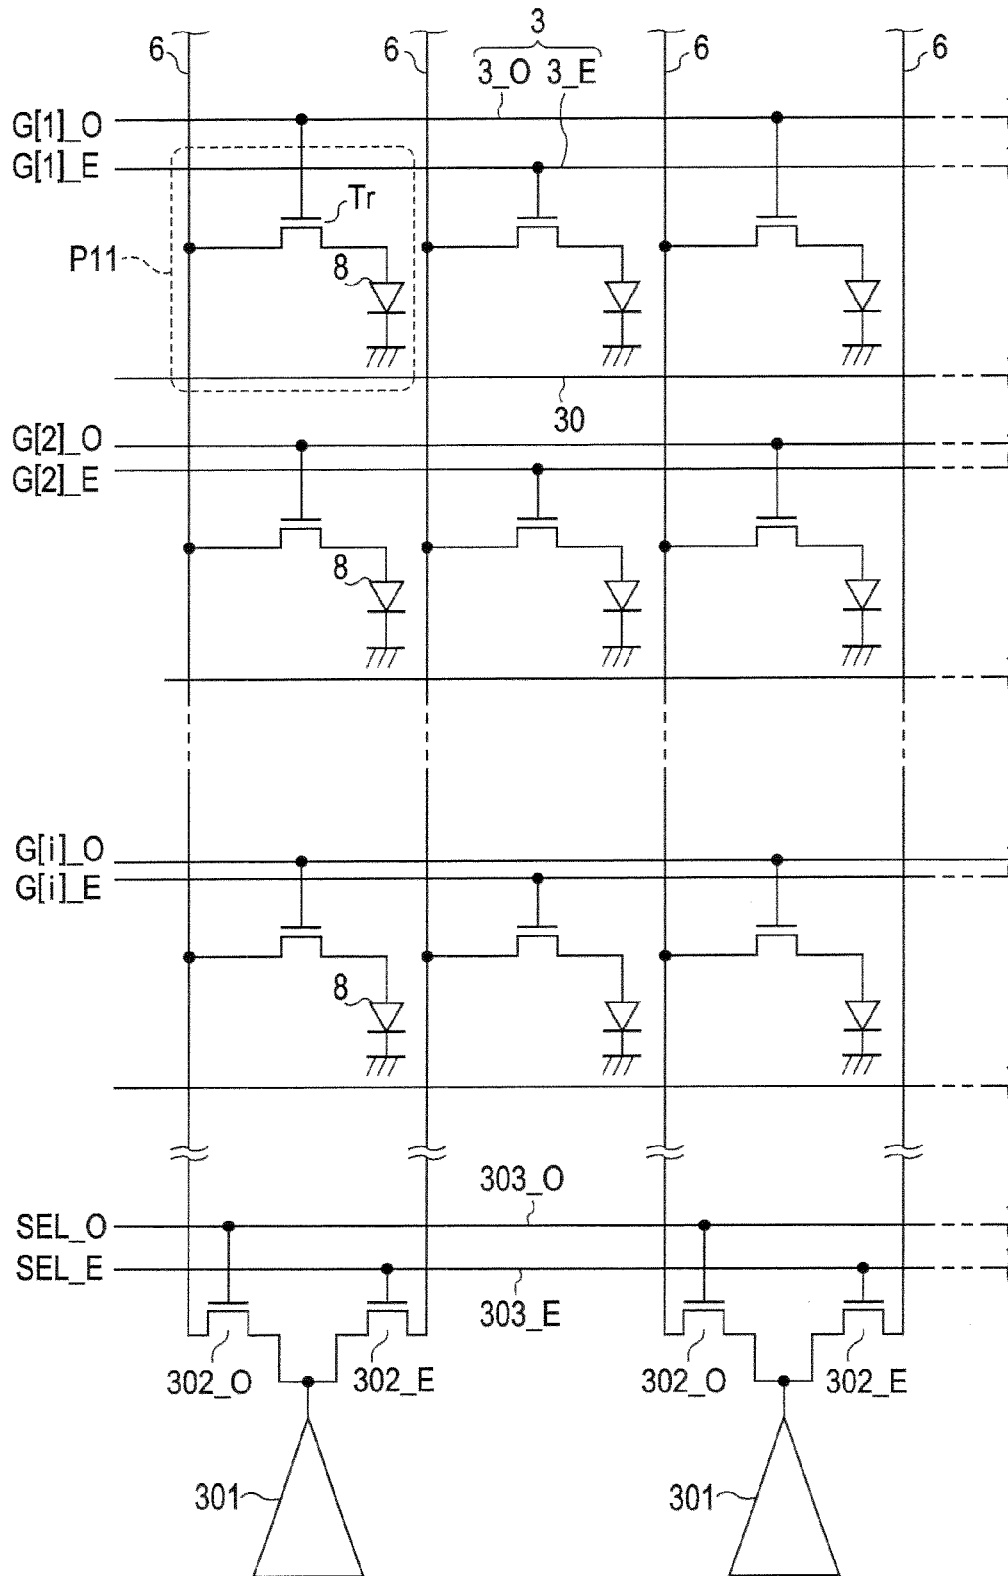 3
6 6 6 6
3_O 3_E
G[1]_O
G[1]_E
Tr
P11
8
30
G[2]_O
G[2]_E
8
G[i]_O
G[i]_E
8
303_O
SEL_O
SEL_E
303_E
302_O 302_E 302_O 302_E
301 301